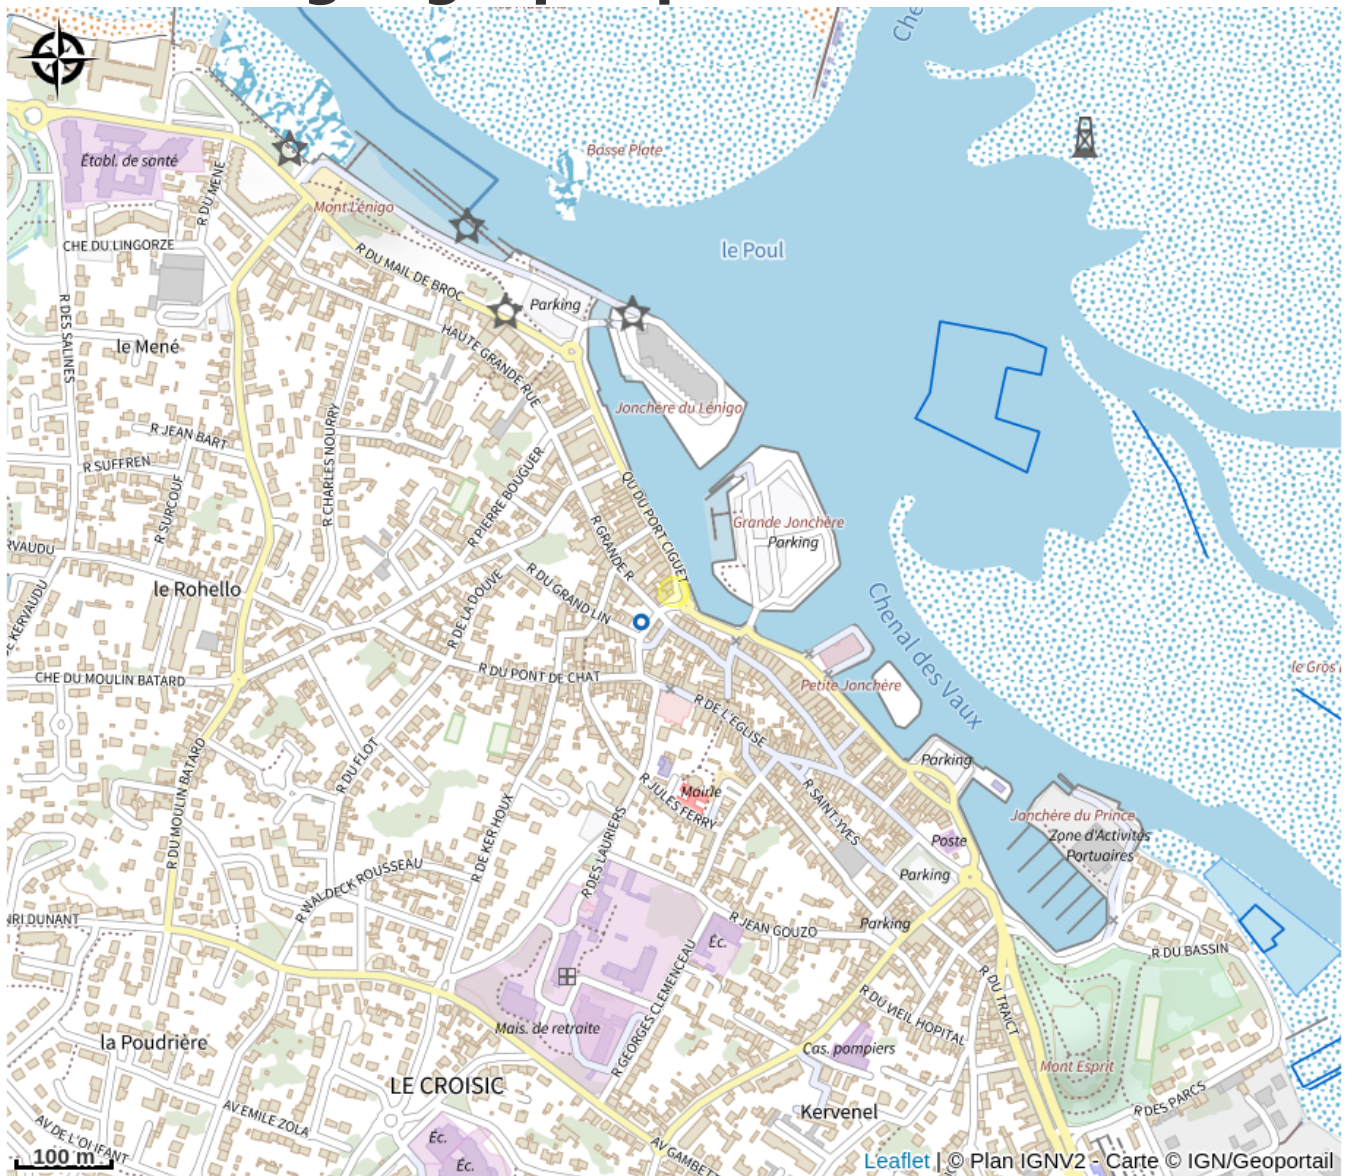 Che
Basse Plate
Établ. de santé
R DU MENE
Mont Lénigo
CHE DU LINGORZE
le Poul
R DU MAIL DE BROC
Parking
R DES SALINES
le Mené
HAUTE GRANDE RUE
Jonchère du Lénigo
R JEAN BART
R CHARLES NOURRY
R SUFFREN
R PIERRE BOUGUER
QU DU PORT CIGUET
R SURCOUF
R GRANDE R
Grande Jonchère
Parking
RVAUDU
le Rohello
R DU GRAND LIN
R DE LA DOUVE
Chenal des Vaux
E KERVAUDU
le Gros
R DU PONT DE CHAT
CHE DU MOULIN BATARD
Petite Jonchère
R DE L'EGLISE
R DU FLOT
Parking
R DU MOULIN BATARD
Mairie
R JULES FERRY
R SAINT-YVES
R DE KER HOUX
Jonchère du Prince
Zone d'Activités
Portuaires
Poste
R DES LAURIERS
R WALDECK ROUSSEAU
Parking
NRI DUNANT
R JEAN GOUZO
Parking
Éc.
R DU BASSIN
R GEORGES CLEMENCEAU
R DU TRAICT
R DU VIEIL HOPITAL
Mais. de retraite
la Poudrière
Cas. pompiers
Mont Esprit
LE CROISIC
Kervenel
R DES PARCS
AV EMILE ZOLA
AV DE L'OLIFANT
Éc.
AV GAMBETT
100 m
Éc.
Leaflet | © Plan IGNV2 - Carte © IGN/Geoportail